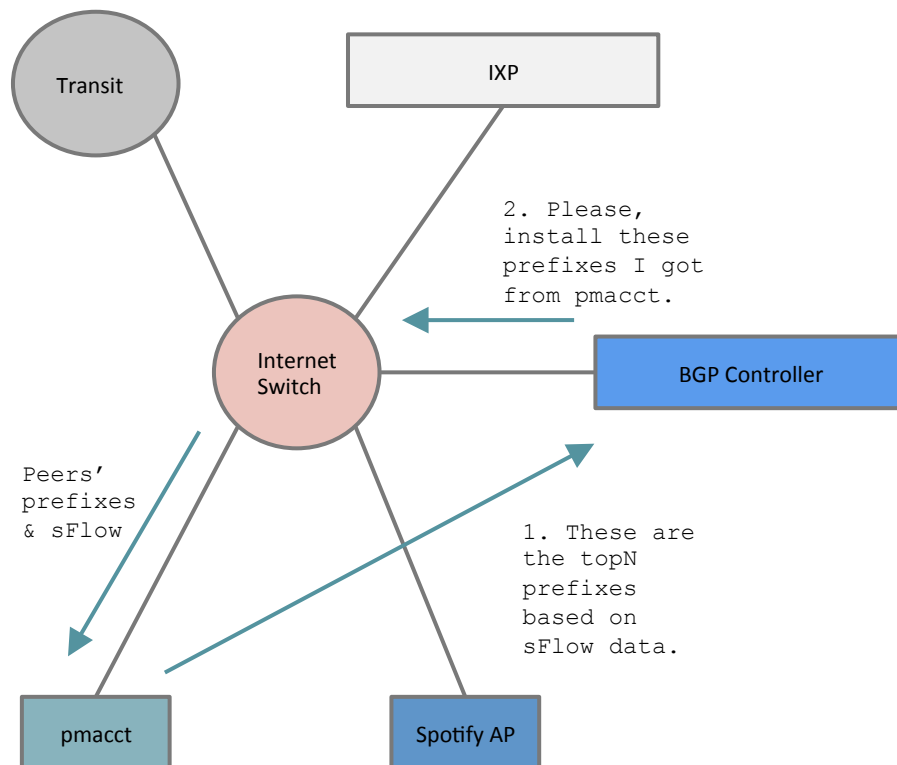 Transit
IXP
2. Please,
install these
prefixes I got
from pmacct.
Internet
Switch
BGP Controller
Peers’
prefixes
& sFlow
1. These are
the topN
prefixes
based on
sFlow data.
pmacct
Spotify AP